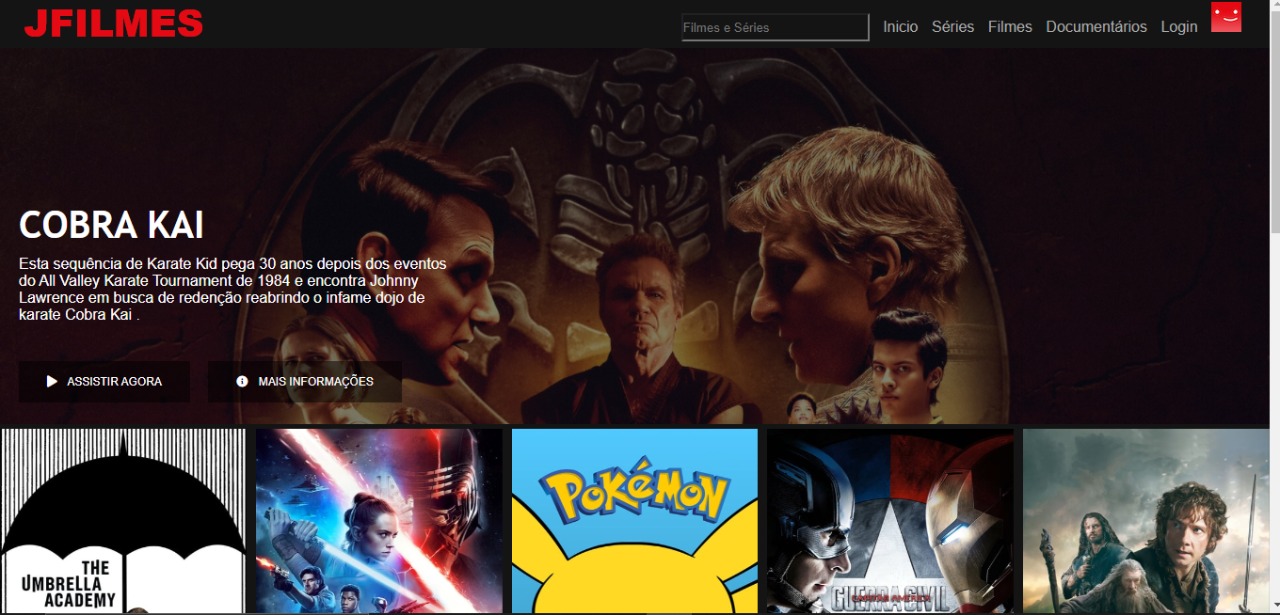 JFILMES
Filmes e Séries
Inicio
Séries
Filmes
Documentários
Login
COBRA KAI
Esta sequência de Karate Kid pega 30 anos depois dos eventos
do All Valley Karate Tournament de 1984 e encontra Johnny
Lawrence em busca de redenção reabrindo o infame dojo de
karate Cobra Kai .
ASSISTIR AGORA
MAIS INFORMAÇÕES
THE
UMBRELLA
ACADEMY
POKéMON
CAPITÃO AMÉRICA
GUERRA CIVIL